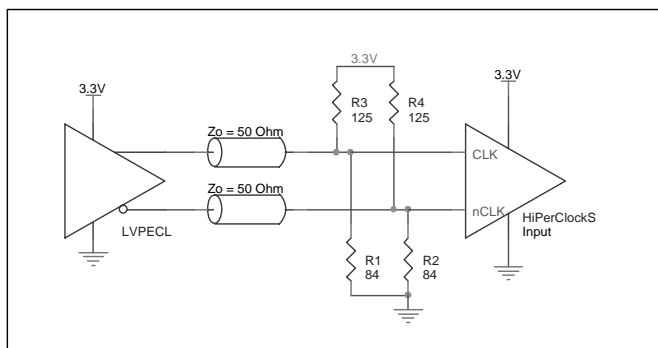 3.3V
3.3V
R3
125
R4
125
3.3V
Zo = 50 Ohm
CLK
Zo = 50 Ohm
nCLK
HiPerClockS
Input
LVPECL
R1
84
R2
84